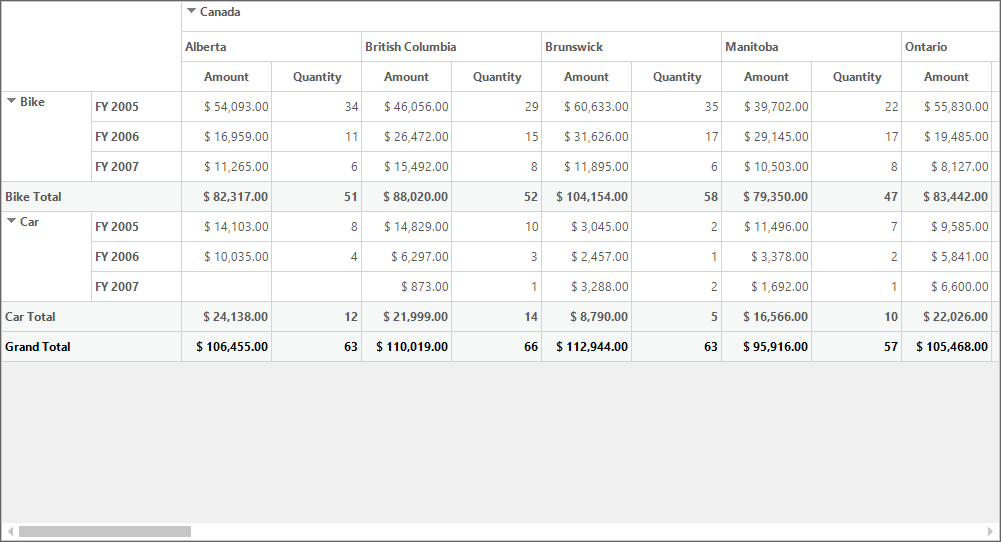 Canada
Alberta British Columbia Brunswick Manitoba Ontario
Amount Quantity Amount Quantity Amount Quantity Amount Quantity Amount
Bike FY 2005 $ 54,093.00 34 $ 46,056.00 29 $ 60,633.00 35 $ 39,702.00 22 $ 55,830.00
FY 2006 $ 16,959.00 11 $ 26,472.00 15 $ 31,626.00 17 $ 29,145.00 17 $ 19,485.00
FY 2007 $ 11,265.00 6 $ 15,492.00 8 $ 11,895.00 6 $ 10,503.00 8 $ 8,127.00
Bike Total $ 82,317.00 51 $ 88,020.00 52 $ 104,154.00 58 $ 79,350.00 47 $ 83,442.00
Car FY 2005 $ 14,103.00 8 $ 14,829.00 10 $ 3,045.00 2 $ 11,496.00 7 $ 9,585.00
FY 2006 $ 10,035.00 4 $ 6,297.00 3 $ 2,457.00 1 $ 3,378.00 2 $ 5,841.00
FY 2007 $ 873.00 1 $ 3,288.00 2 $ 1,692.00 1 $ 6,600.00
Car Total $ 24,138.00 12 $ 21,999.00 14 $ 8,790.00 5 $ 16,566.00 10 $ 22,026.00
Grand Total $ 106,455.00 63 $ 110,019.00 66 $ 112,944.00 63 $ 95,916.00 57 $ 105,468.00